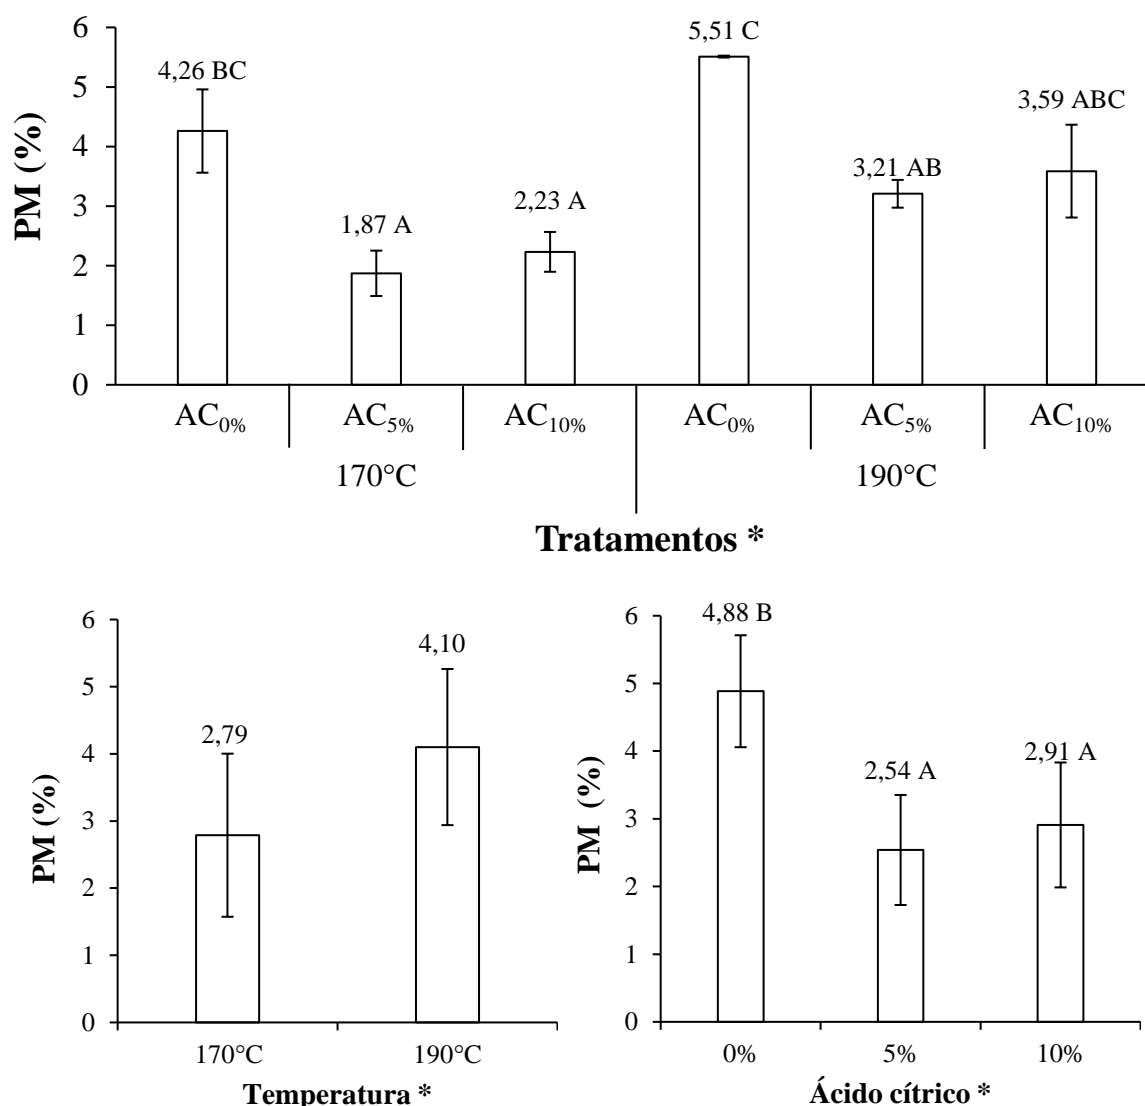 PM (%)
6
5
4
3
2
1
0
4,26 BC
1,87 A
2,23 A
5,51 C
3,21 AB
3,59 ABC
AC0%
AC5%
AC10%
AC0%
AC5%
AC10%
170°C
190°C
Tratamentos *
PM (%)
6
5
4
3
2
1
0
2,79
4,10
170°C
190°C
Temperatura *
PM (%)
6
5
4
3
2
1
0
4,88 B
2,54 A
2,91 A
0%
5%
10%
Ácido cítrico *